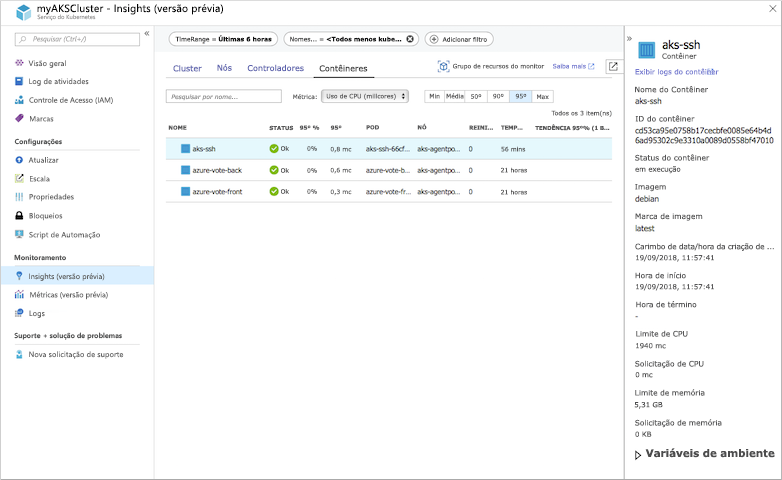 myAKSCluster - Insights (versão prévia)
Serviço do Kubernetes
Pesquisar (Ctrl+/)
Visão geral
Log de atividades
Controle de Acesso (IAM)
Marcas
Configurações
Atualizar
Escala
Propriedades
Bloqueios
Script de Automação
Monitoramento
Insights (versão prévia)
Métricas (versão prévia)
Logs
Suporte + solução de problemas
Nova solicitação de suporte
TimeRange = Últimas 6 horas
Nomes... = <Todos menos kube...
Adicionar filtro
Cluster Nós Controladores Contêineres
Grupo de recursos do monitor Saiba mais
Pesquisar por nome...
Métrica: Uso de CPU (milicores)
Min Média 50º 90º 95º Max
Todos os 3 item(ns)
NOME STATUS 95º % 95º POD NÓ REINI... TEMP... TENDÊNCIA 95º% (1 B...
aks-ssh Ok 0% 0,8 mc aks-ssh-66cf... aks-agentpo... 0 56 mins
azure-vote-back Ok 0% 0,6 mc azure-vote-b... aks-agentpo... 0 21 horas
azure-vote-front Ok 0% 0,3 mc azure-vote-fr... aks-agentpo... 0 21 horas
aks-ssh
Contêiner
Exibir logs do contêiner
Nome do Contêiner
aks-ssh
ID do contêiner
cd53ca95e0758b17cecbfe0085e64b4d
6ad95302c9e3310a0089d0558bf47010
Status do contêiner
em execução
Imagem
debian
Marca de imagem
latest
Carimbo de data/hora da criação de ...
19/09/2018, 11:57:41
Hora de início
19/09/2018, 11:57:41
Hora de término
-
Limite de CPU
1940 mc
Solicitação de CPU
0 mc
Limite de memória
5,31 GB
Solicitação de memória
0 KB
Variáveis de ambiente